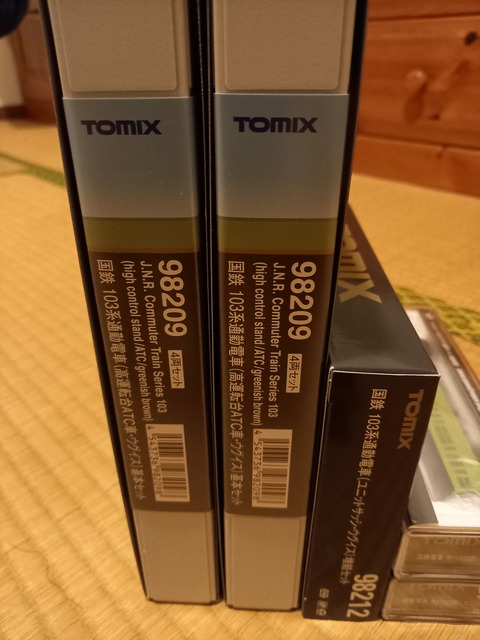 TOMIX
98209
4両セット
J.N.R. Commuter Train Series 103
(high control stand/ATC/greenish brown)
国鉄 103系通勤電車(高運転台ATC車・ウグイス)基本セット
TOMIX
98209
4両セット
J.N.R. Commuter Train Series 103
(high control stand/ATC/greenish brown)
国鉄 103系通勤電車(高運転台ATC車・ウグイス)基本セット
TOMIX
国鉄 103系通勤電車(ユニットサッシ・ウグイス)増結セット
98212